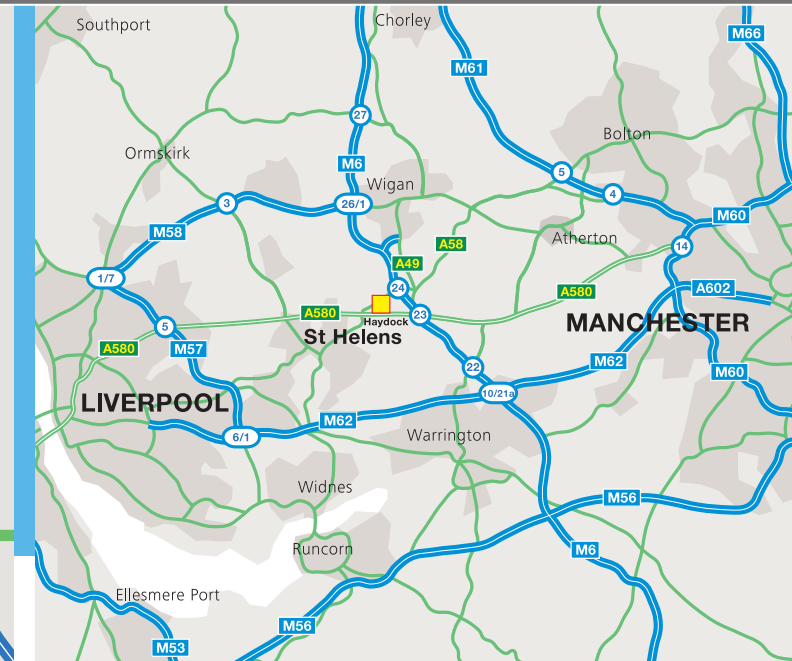 Southport
Chorley
M66
M61
27
Bolton
Ormskirk
M6
5
Wigan
4
3
26/1
M60
M58
Atherton
A58
14
A49
1/7
24
A602
A580
A580
23
Haydock
5
MANCHESTER
St Helens
A580
M57
M62
22
M60
10/21a
LIVERPOOL
M62
6/1
Warrington
Widnes
M56
Runcorn
M6
Ellesmere Port
M56
M53